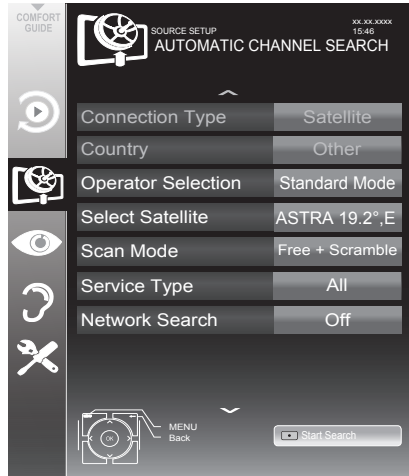 COMFORT
GUIDE
SOURCE SETUP
xx.xx.xxxx
15:46
AUTOMATIC CHANNEL SEARCH
Connection Type Satellite
Country Other
Operator Selection Standard Mode
Select Satellite ASTRA 19.2°,E
Scan Mode Free + Scramble
Service Type All
Network Search Off
OK
MENU
Back
Start Search